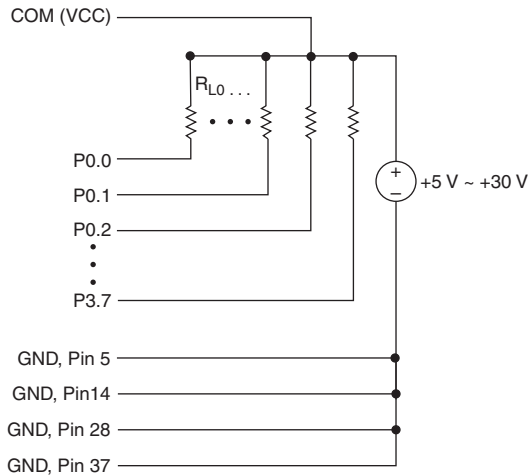 COM (VCC)
RL0 . . .
P0.0
P0.1
+
–
+5 V ~ +30 V
P0.2
P3.7
GND, Pin 5
GND, Pin14
GND, Pin 28
GND, Pin 37